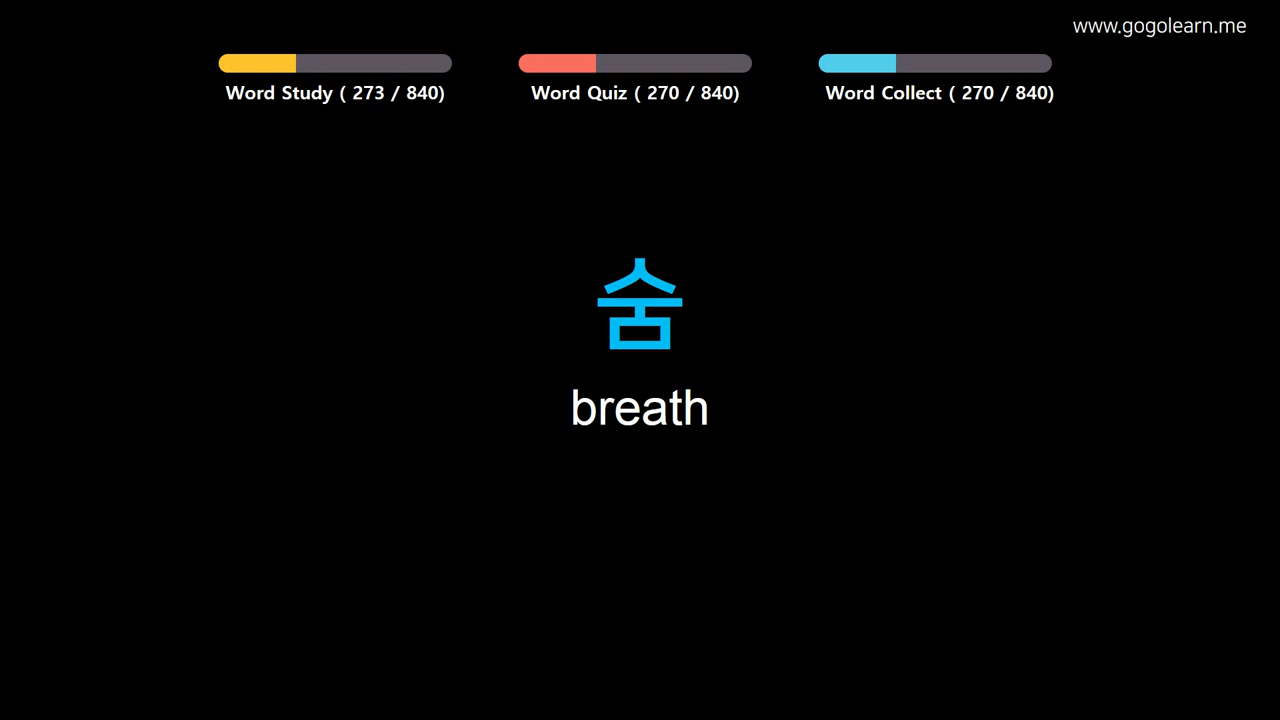 www.gogolearn.me
Word Study ( 273 / 840)
Word Quiz ( 270 / 840)
Word Collect ( 270 / 840)
숨
breath